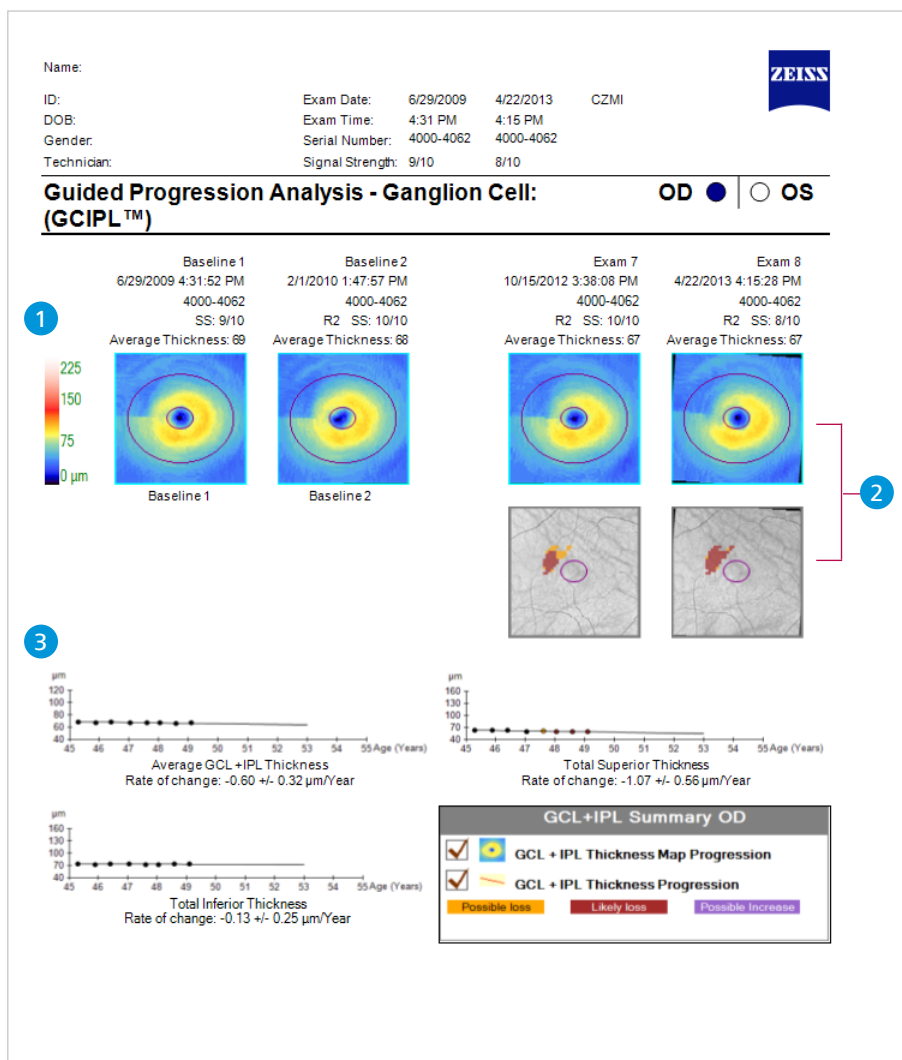 Name:
ZEISS
ID: Exam Date: 6/29/2009 4/22/2013 CZMI
DOB: Exam Time: 4:31 PM 4:15 PM
Gender: Serial Number: 4000-4062 4000-4062
Technician: Signal Strength: 9/10 8/10
Guided Progression Analysis - Ganglion Cell: OD OS
(GCIPL™)
Baseline 1 Baseline 2 Exam 7 Exam 8
6/29/2009 4:31:52 PM 2/1/2010 1:47:57 PM 10/15/2012 3:38:08 PM 4/22/2013 4:15:28 PM
4000-4062 4000-4062 4000-4062 4000-4062
1
SS: 9/10 R2 SS: 10/10 R2 SS: 10/10 R2 SS: 8/10
Average Thickness: 69 Average Thickness: 68 Average Thickness: 67 Average Thickness: 67
225
150
75
0 µm
Baseline 1 Baseline 2
2
3
µm
120
100
80
60
40
45 46 47 48 49 50 51 52 53 54 55 Age (Years)
Average GCL +IPL Thickness
Rate of change: -0.60 +/- 0.32 µm/Year
µm
160
130
100
70
40
45 46 47 48 49 50 51 52 53 54 55 Age (Years)
Total Superior Thickness
Rate of change: -1.07 +/- 0.56 µm/Year
µm
160
130
100
70
40
45 46 47 48 49 50 51 52 53 54 55 Age (Years)
Total Inferior Thickness
Rate of change: -0.13 +/- 0.25 µm/Year
GCL+IPL Summary OD
GCL + IPL Thickness Map Progression
GCL + IPL Thickness Progression
Possible loss Likely loss Possible Increase